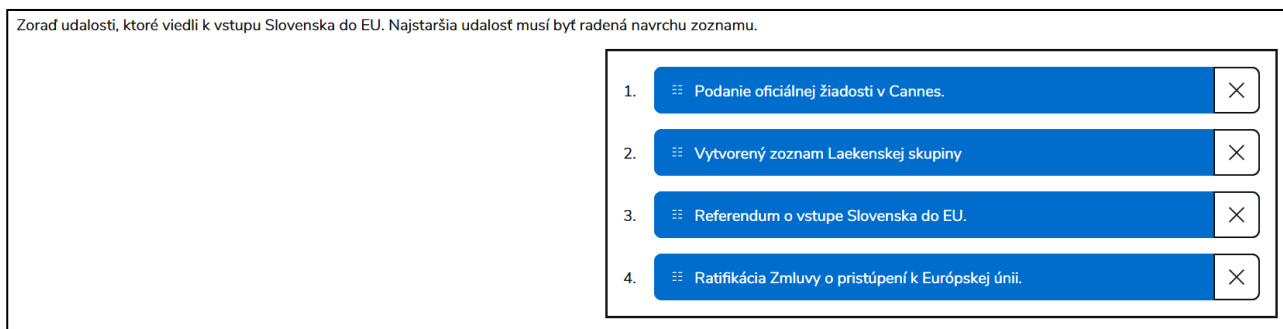 Zoraď udalosti, ktoré viedli k vstupu Slovenska do EU. Najstaršia udalosť musí byť radená navrchu zoznamu.
1. Podanie oficiálnej žiadosti v Cannes.
2. Vytvorený zoznam Laekenskej skupiny
3. Referendum o vstupe Slovenska do EU.
4. Ratifikácia Zmluvy o pristúpení k Európskej únii.